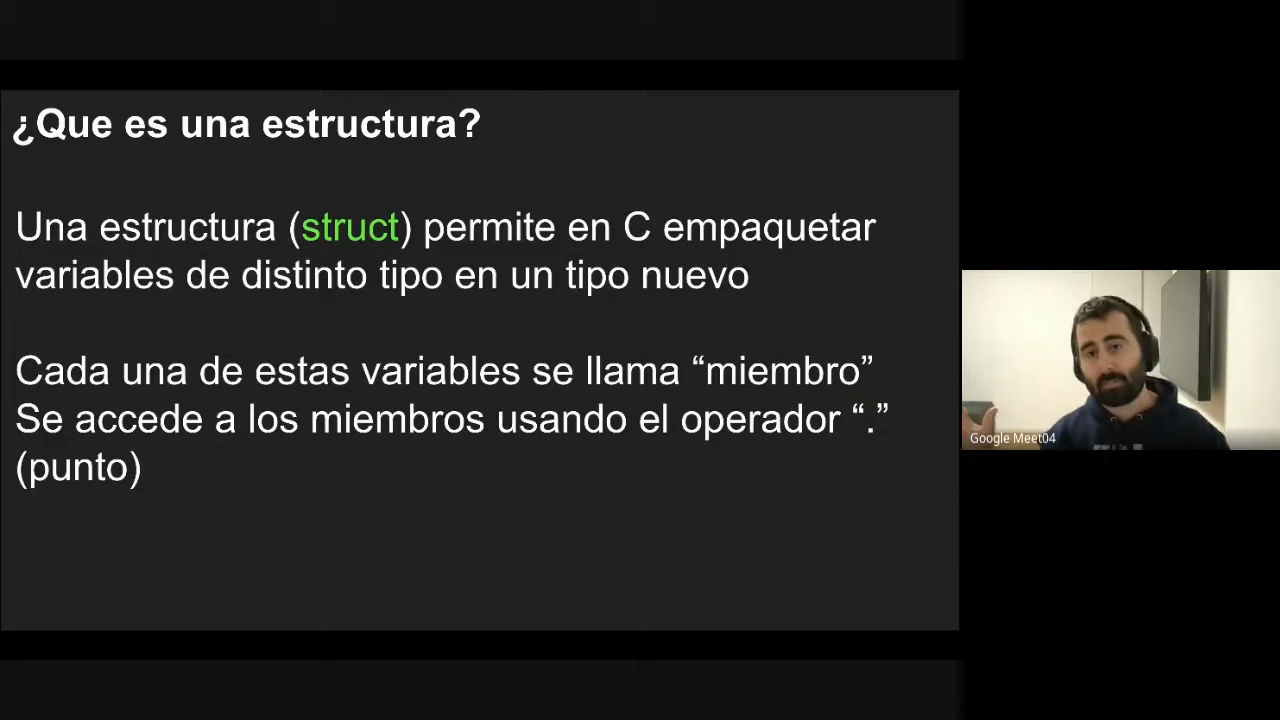 ¿Que es una estructura?
Una estructura (struct) permite en C empaquetar
variables de distinto tipo en un tipo nuevo
Cada una de estas variables se llama “miembro”
Se accede a los miembros usando el operador “.”
(punto)
Google Meet04